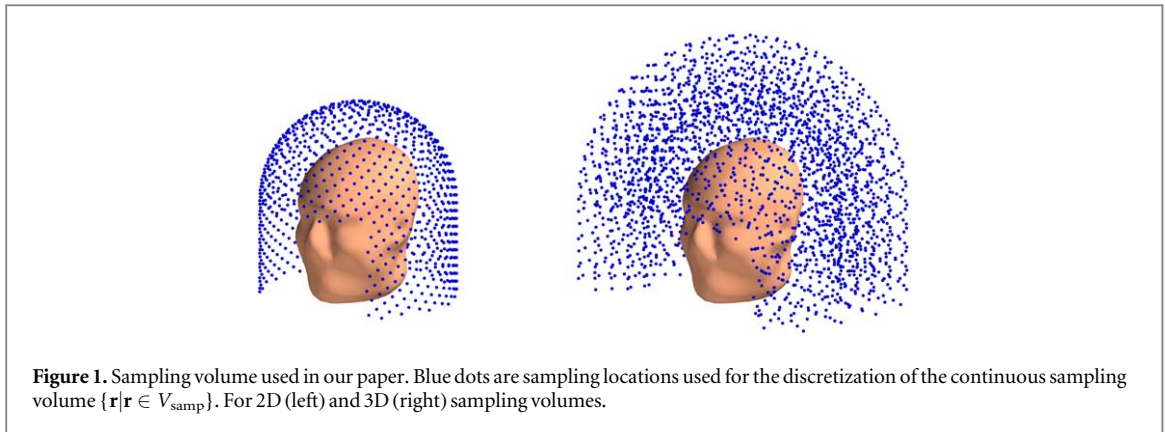 Figure 1. Sampling volume used in our paper. Blue dots are sampling locations used for the discretization of the continuous sampling
volume {r|r ∈ V_samp}. For 2D (left) and 3D (right) sampling volumes.